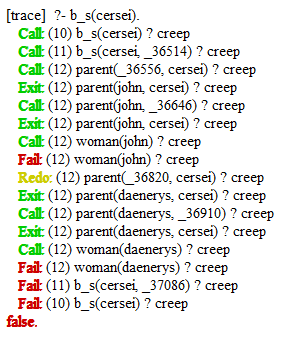 [trace]  ?- b_s(cersei).
Call: (10) b_s(cersei) ? creep
Call: (11) b_s(cersei, _36514) ? creep
Call: (12) parent(_36556, cersei) ? creep
Exit: (12) parent(john, cersei) ? creep
Call: (12) parent(john, _36646) ? creep
Exit: (12) parent(john, cersei) ? creep
Call: (12) woman(john) ? creep
Fail: (12) woman(john) ? creep
Redo: (12) parent(_36820, cersei) ? creep
Exit: (12) parent(daenerys, cersei) ? creep
Call: (12) parent(daenerys, _36910) ? creep
Exit: (12) parent(daenerys, cersei) ? creep
Call: (12) woman(daenerys) ? creep
Fail: (12) woman(daenerys) ? creep
Fail: (11) b_s(cersei, _37086) ? creep
Fail: (10) b_s(cersei) ? creep
false.